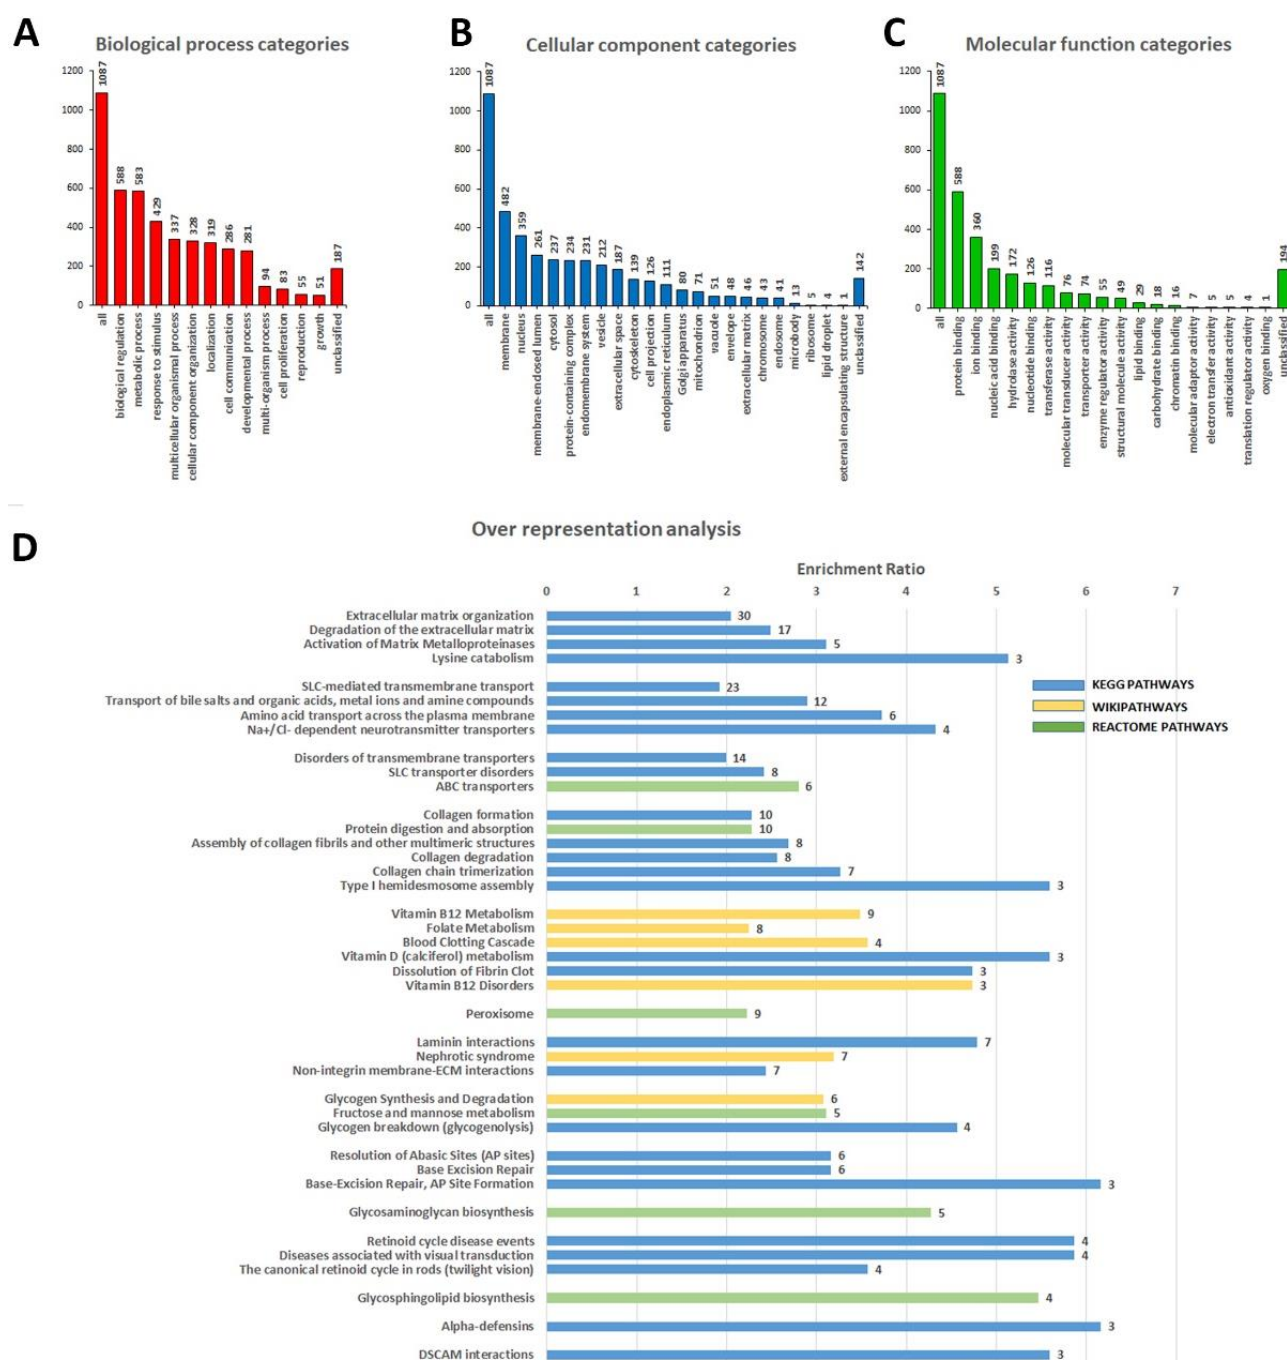 A
Biological process categories
1200
1000
800
600
400
200
0
1087
588
583
429
337
328
319
286
281
94
83
55
51
187
all
biological regulation
metabolic process
response to stimulus
multicellular organismal process
cellular component organization
localization
cell communication
developmental process
multi-organism process
cell proliferation
reproduction
growth
unclassified
B
Cellular component categories
1200
1000
800
600
400
200
0
1087
482
359
261
237
234
231
212
187
139
126
111
80
71
51
48
46
43
41
13
5
4
1
142
all
membrane
nucleus
membrane-enclosed lumen
cytosol
protein-containing complex
endomembrane system
vesicle
extracellular space
cytoskeleton
cell projection
endoplasmic reticulum
Golgi apparatus
mitochondrion
vacuole
envelope
extracellular matrix
chromosome
endosome
microbody
ribosome
lipid droplet
external encapsulating structure
unclassified
C
Molecular function categories
1200
1000
800
600
400
200
0
1087
588
360
199
172
126
116
76
74
55
49
29
18
16
7
5
5
4
1
194
all
protein binding
ion binding
nucleic acid binding
hydrolase activity
nucleotide binding
transferase activity
molecular transducer activity
transporter activity
enzyme regulator activity
structural molecule activity
lipid binding
carbohydrate binding
chromatin binding
molecular adaptor activity
electron transfer activity
antioxidant activity
translation regulator activity
oxygen binding
unclassified
D
Over representation analysis
Enrichment Ratio
0 1 2 3 4 5 6 7
Extracellular matrix organization 30
Degradation of the extracellular matrix 17
Activation of Matrix Metalloproteinases 5
Lysine catabolism 3
SLC-mediated transmembrane transport 23
Transport of bile salts and organic acids, metal ions and amine compounds 12
Amino acid transport across the plasma membrane 6
Na+/Cl- dependent neurotransmitter transporters 4
KEGG PATHWAYS
WIKIPATHWAYS
REACTOME PATHWAYS
Disorders of transmembrane transporters 14
SLC transporter disorders 8
ABC transporters 6
Collagen formation 10
Protein digestion and absorption 10
Assembly of collagen fibrils and other multimeric structures 8
Collagen degradation 8
Collagen chain trimerization 7
Type I hemidesmosome assembly 3
Vitamin B12 Metabolism 9
Folate Metabolism 8
Blood Clotting Cascade 4
Vitamin D (calciferol) metabolism 3
Dissolution of Fibrin Clot 3
Vitamin B12 Disorders 3
Peroxisome 9
Laminin interactions 7
Nephrotic syndrome 7
Non-integrin membrane-ECM interactions 7
Glycogen Synthesis and Degradation 6
Fructose and mannose metabolism 5
Glycogen breakdown (glycogenolysis) 4
Resolution of Abasic Sites (AP sites) 6
Base Excision Repair 6
Base-Excision Repair, AP Site Formation 3
Glycosaminoglycan biosynthesis 5
Retinoid cycle disease events 4
Diseases associated with visual transduction 4
The canonical retinoid cycle in rods (twilight vision) 4
Glycosphingolipid biosynthesis 4
Alpha-defensins 3
DSCAM interactions 3